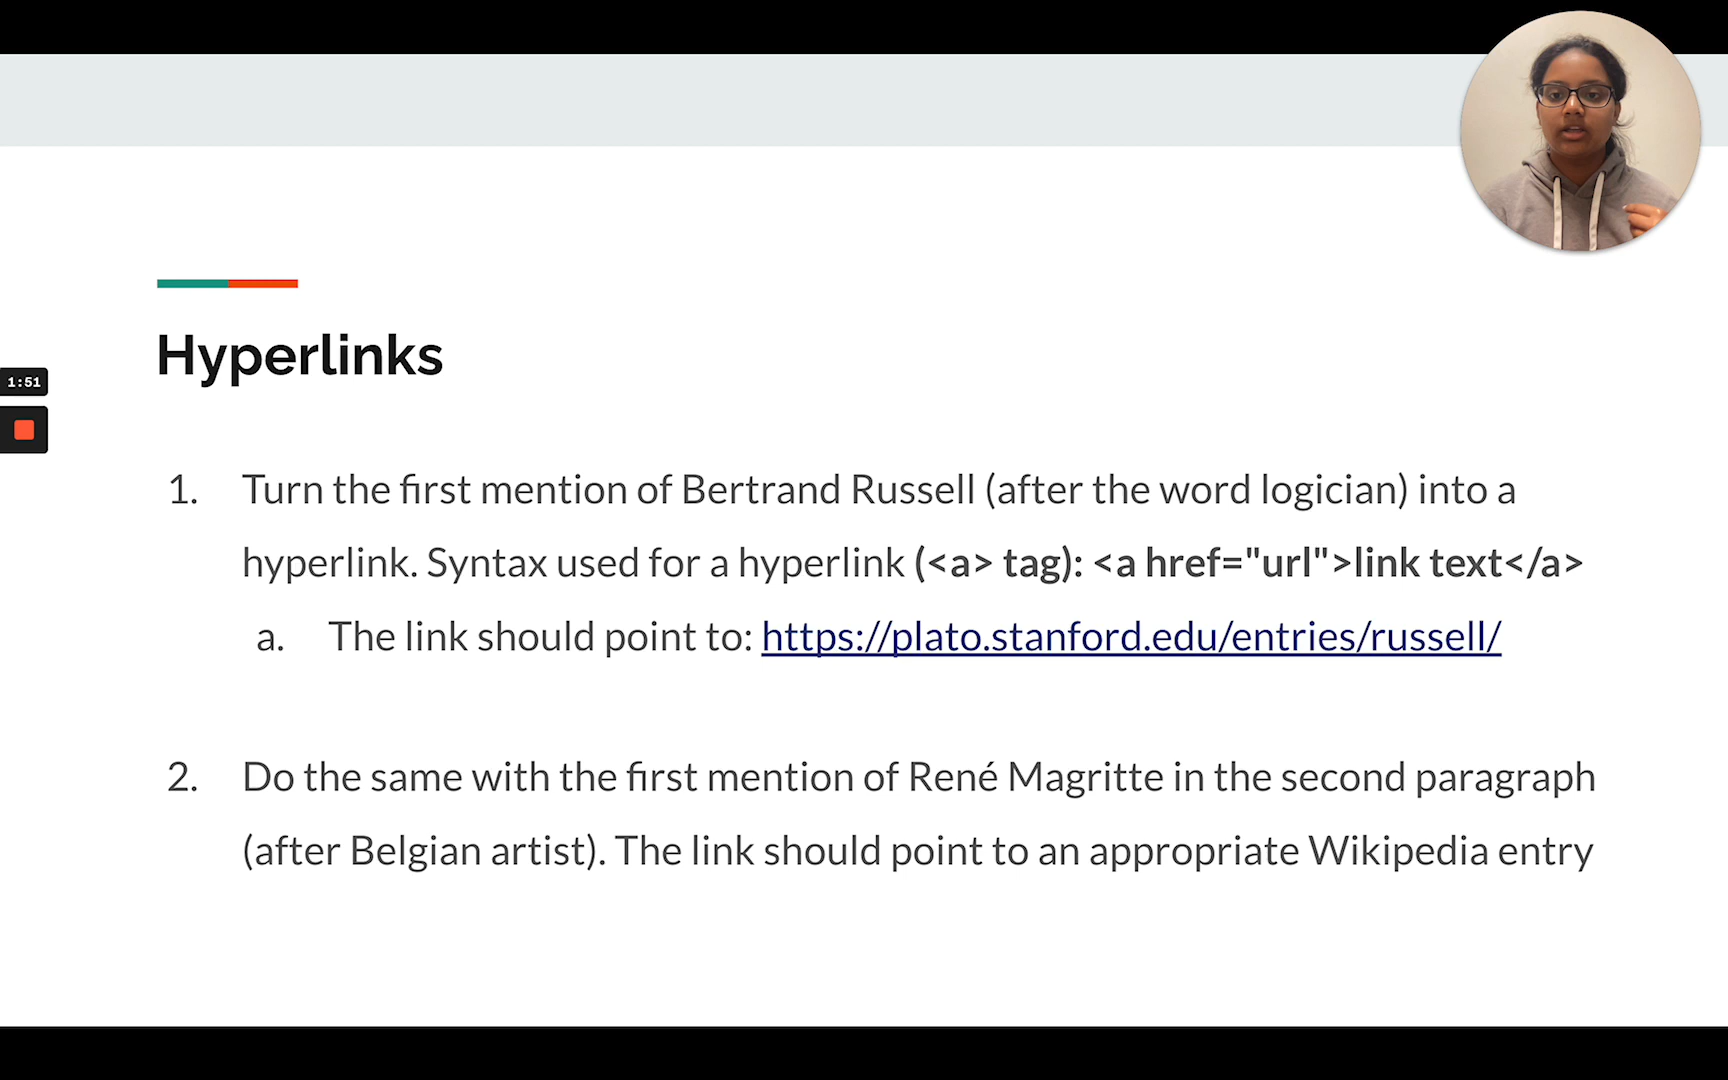 Hyperlinks
1:51
1. Turn the first mention of Bertrand Russell (after the word logician) into a
hyperlink. Syntax used for a hyperlink (<a> tag): <a href="url">link text</a>
a. The link should point to: https://plato.stanford.edu/entries/russell/
2. Do the same with the first mention of René Magritte in the second paragraph
(after Belgian artist). The link should point to an appropriate Wikipedia entry